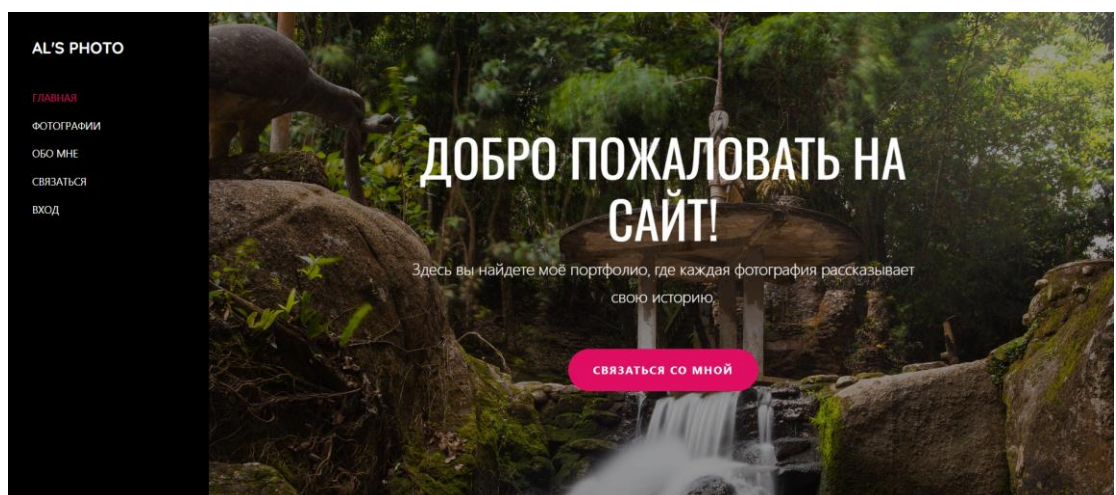 AL'S PHOTO
ГЛАВНАЯ
ФОТОГРАФИИ
ОБО МНЕ
СВЯЗАТЬСЯ
ВХОД
ДОБРО ПОЖАЛОВАТЬ НА
САЙТ!
Здесь вы найдете моё портфолио, где каждая фотография рассказывает
свою историю.
СВЯЗАТЬСЯ СО МНОЙ